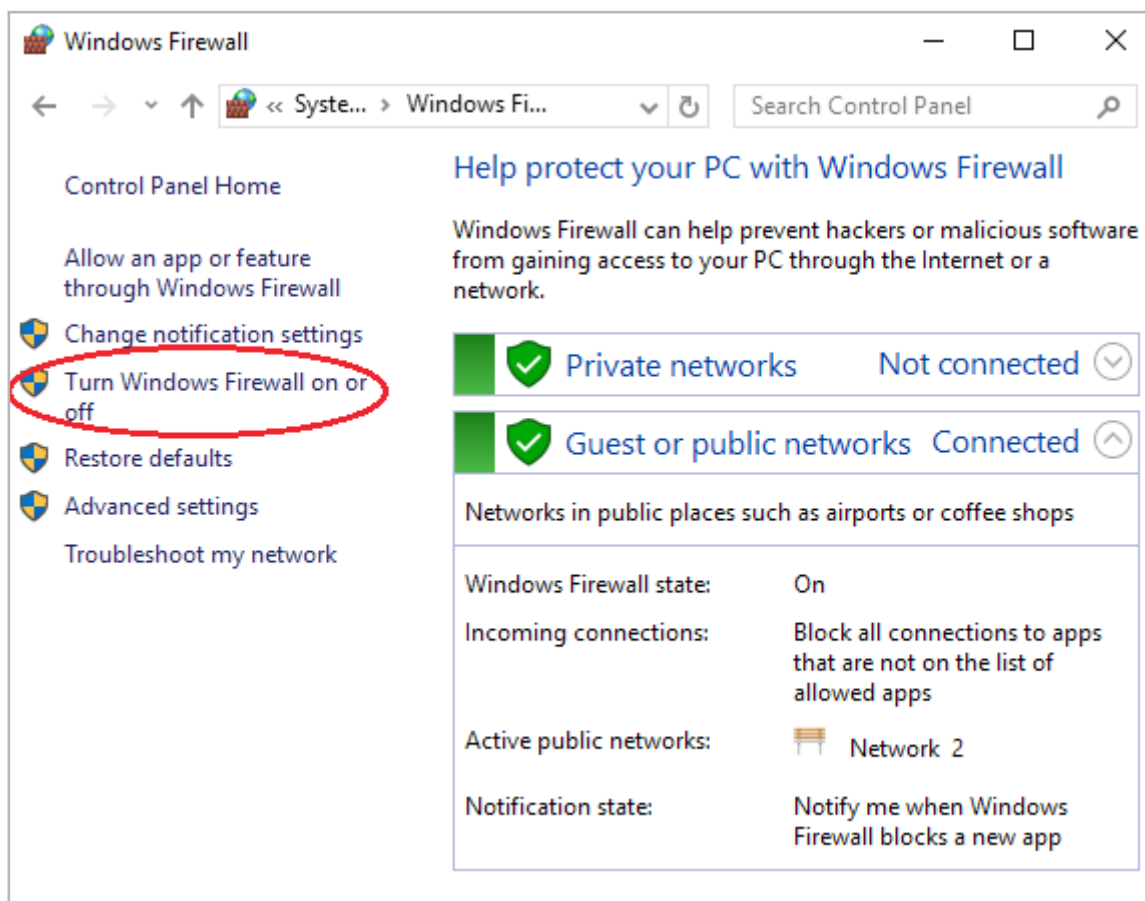 Windows Firewall
« Syste... › Windows Fi...
Search Control Panel
Control Panel Home
Allow an app or feature
through Windows Firewall
Change notification settings
Turn Windows Firewall on or
off
Restore defaults
Advanced settings
Troubleshoot my network
Help protect your PC with Windows Firewall
Windows Firewall can help prevent hackers or malicious software
from gaining access to your PC through the Internet or a
network.
Private networks Not connected
Guest or public networks Connected
Networks in public places such as airports or coffee shops
Windows Firewall state: On
Incoming connections: Block all connections to apps
that are not on the list of
allowed apps
Active public networks: Network 2
Notification state: Notify me when Windows
Firewall blocks a new app